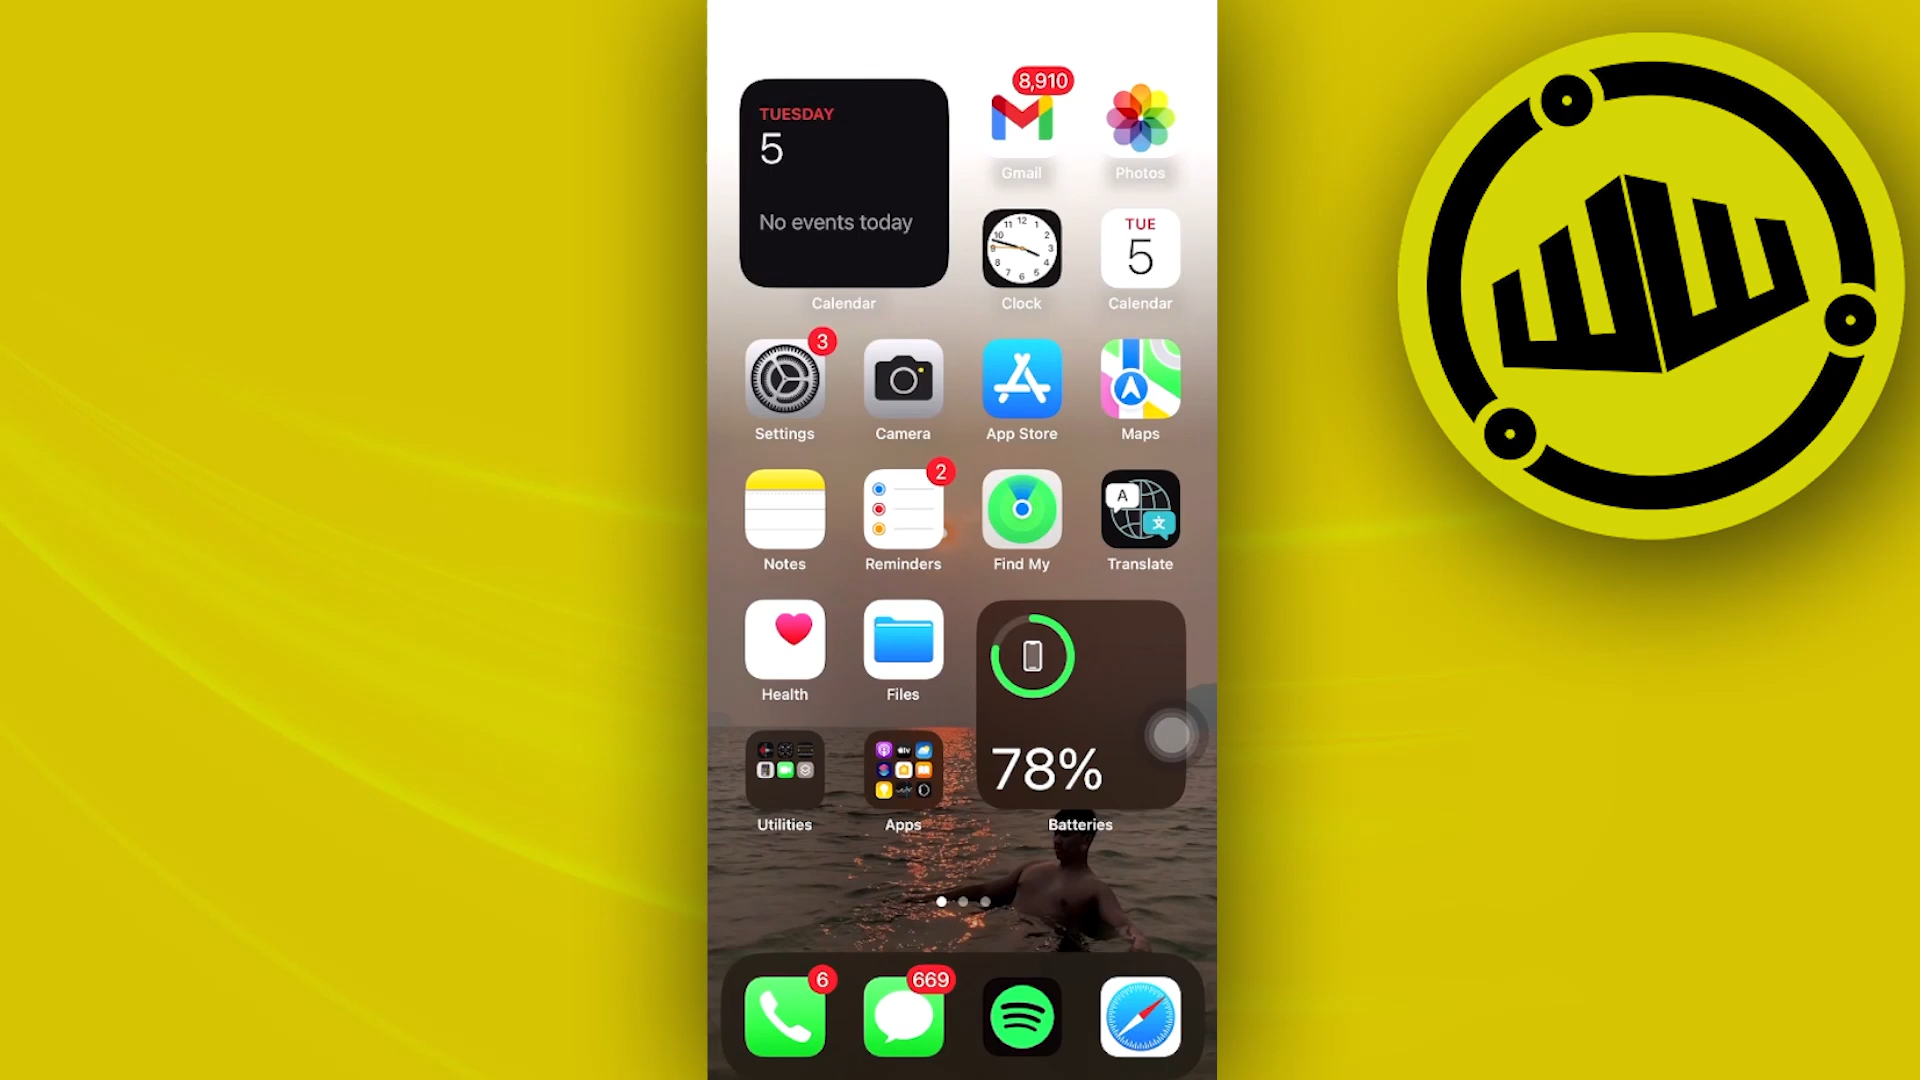 TUESDAY
5
No events today
Calendar
8,910
Gmail
Photos
Clock
TUE
5
Calendar
3
Settings
Camera
App Store
Maps
Notes
2
Reminders
Find My
A
文
Translate
Health
Files
78%
Batteries
Utilities
Apps
6
669